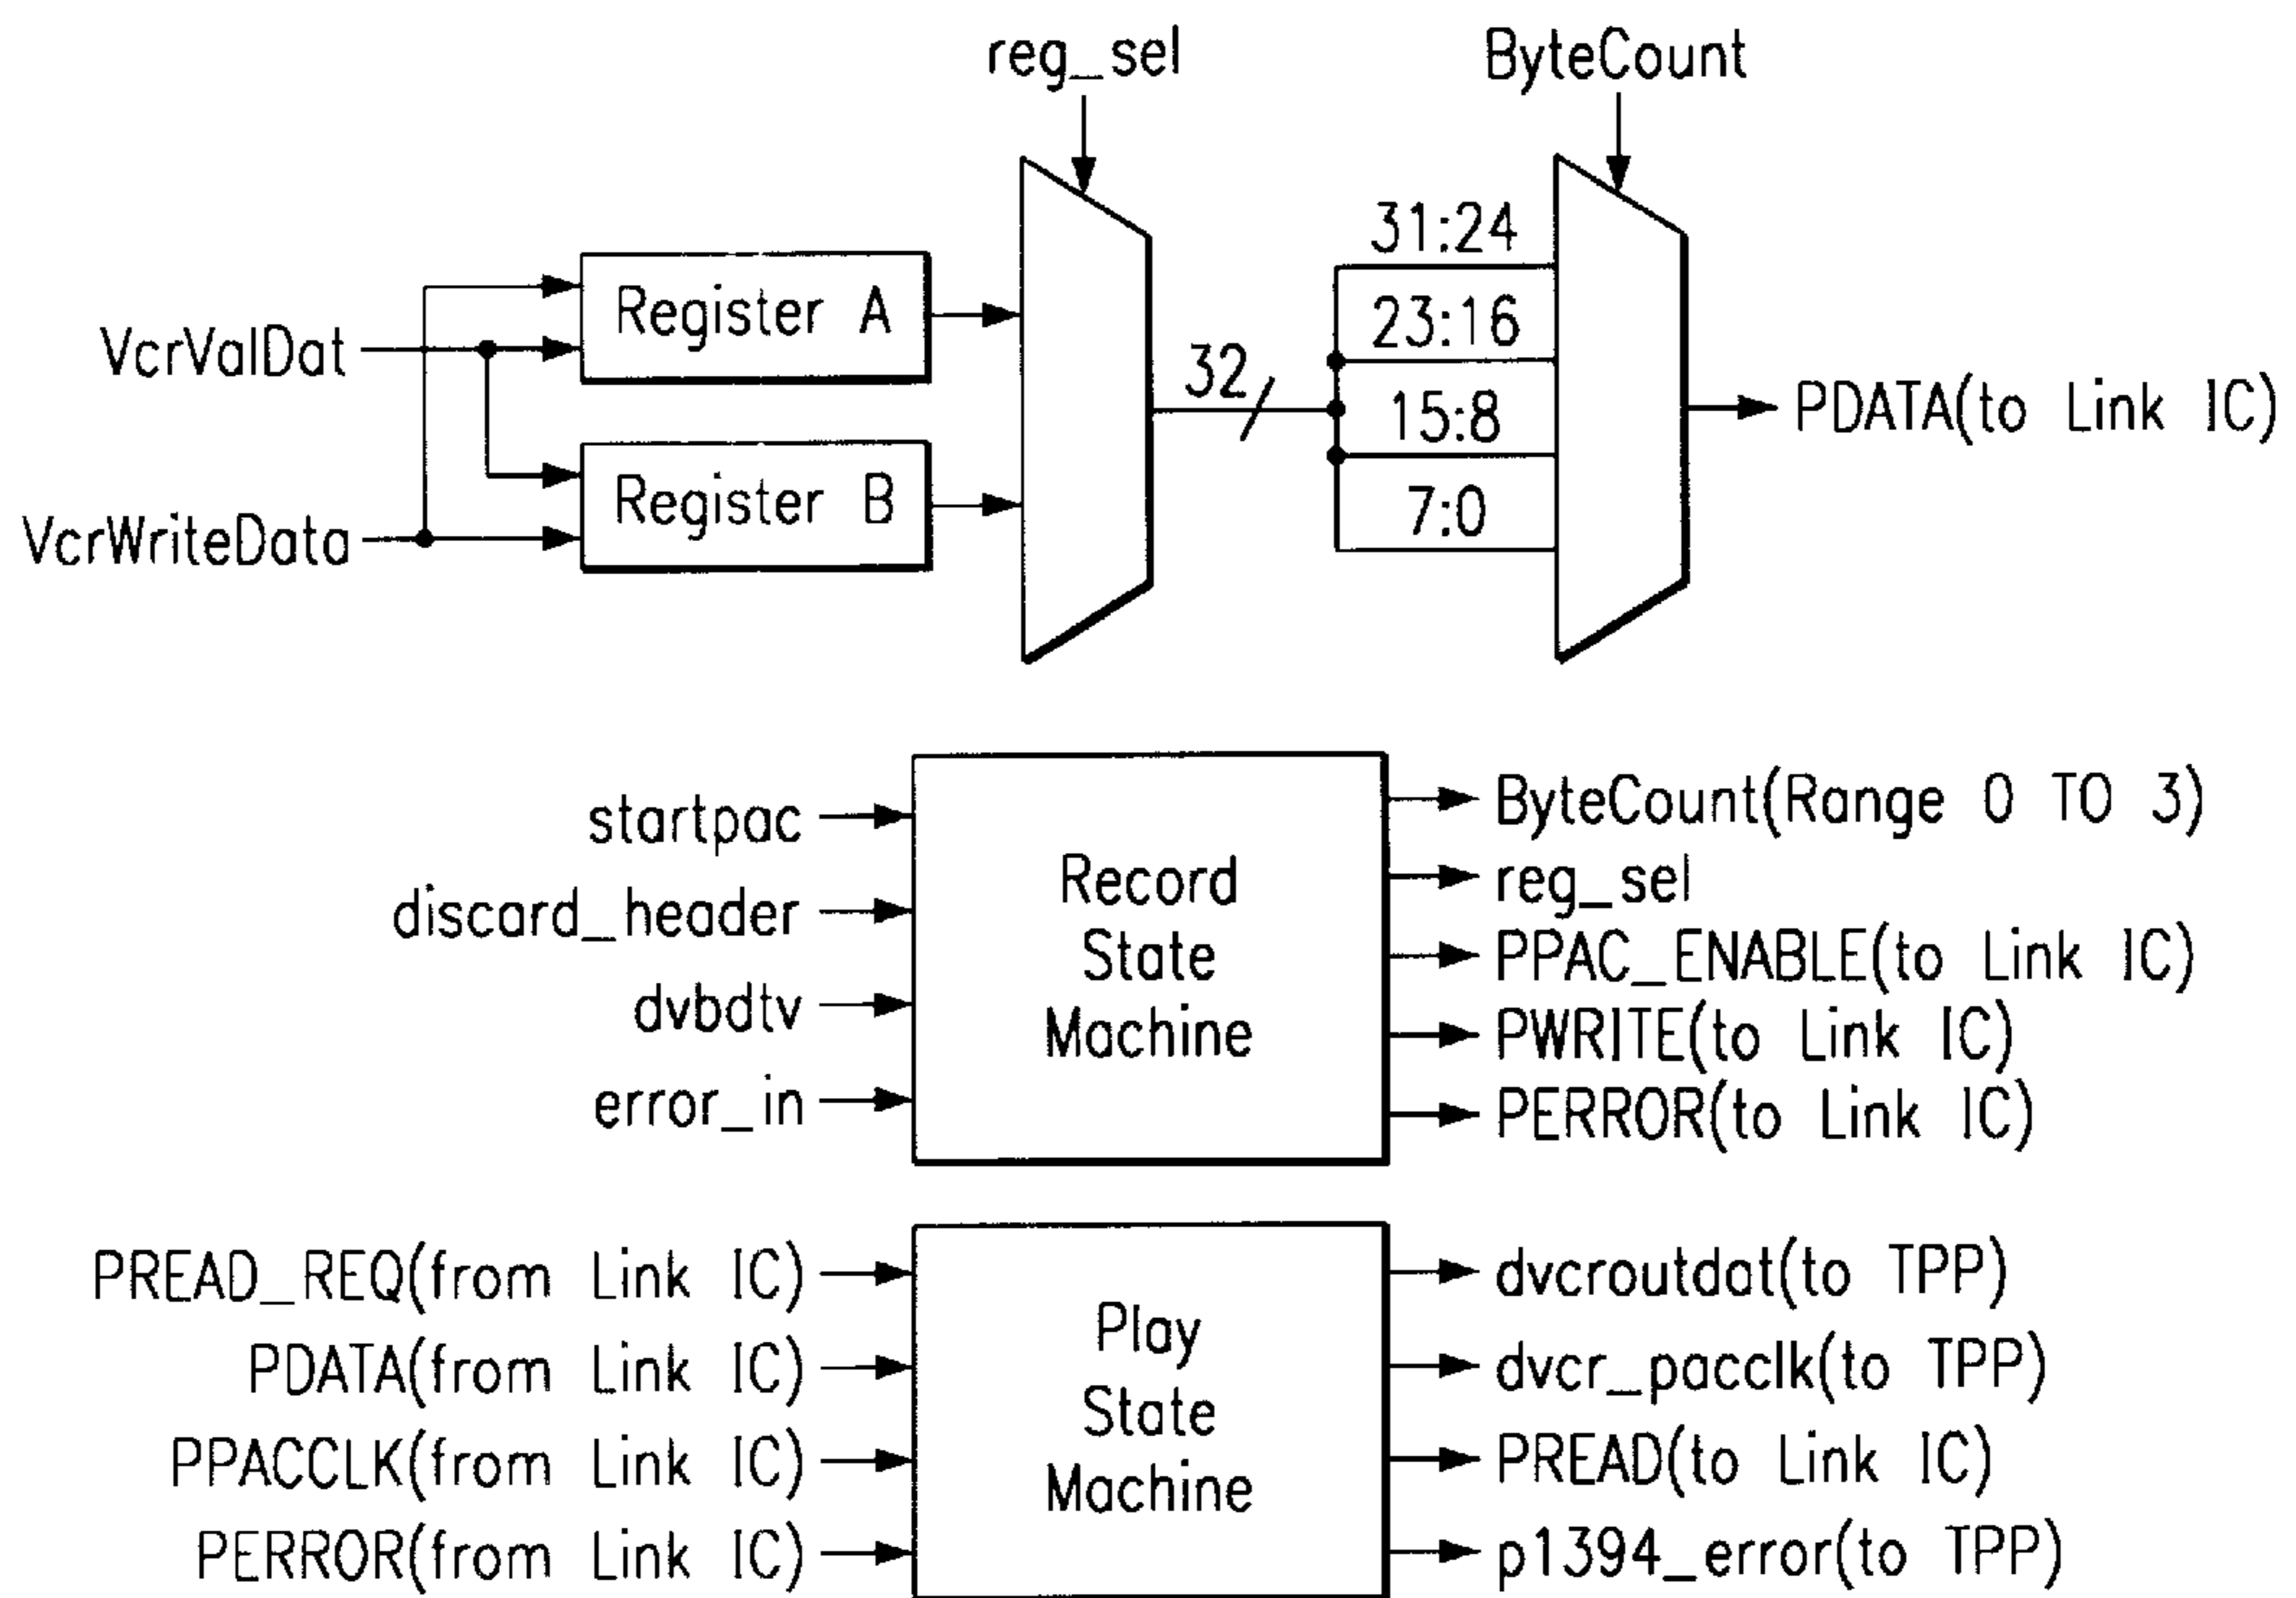 reg_sel
ByteCount
31:24
Register A
23:16
VcrValDat
32
15:8
PDATA(to Link IC)
Register B
7:0
VcrWriteData
startpac
discard_header
dvbdtv
error_in
Record
State
Machine
ByteCount(Range 0 TO 3)
reg_sel
PPAC_ENABLE(to Link IC)
PWRITE(to Link IC)
PERROR(to Link IC)
PREAD_REQ(from Link IC)
PDATA(from Link IC)
PPACCLK(from Link IC)
PERROR(from Link IC)
Play
State
Machine
dvcroutdat(to TPP)
dvcr_pacclk(to TPP)
PREAD(to Link IC)
p1394_error(to TPP)